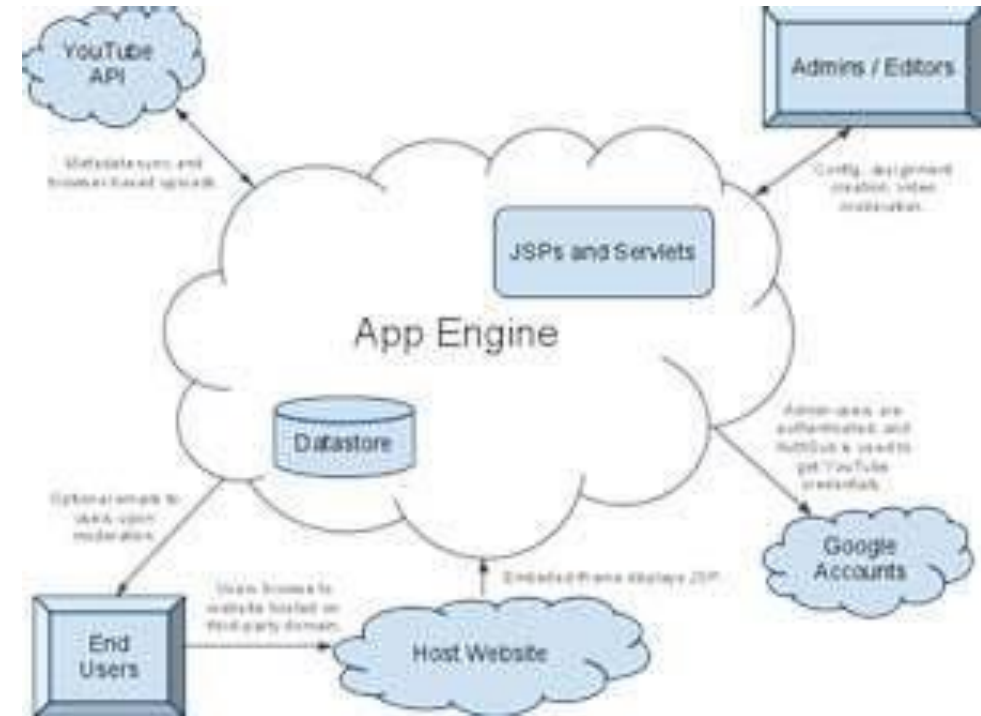 YouTube
API
Admins / Editors
Metadata sync and
browser-based uploads.
Config, assignment
creation, video
moderation.
JSPs and Servlets
App Engine
Datastore
Admin users are
authenticated, and
AuthSub is used to
get YouTube
credentials.
Optional emails to
users upon
moderation.
Google
Accounts
Users browse to
website hosted on
third-party domain.
Embedded iframe displays JSP.
End
Users
Host Website